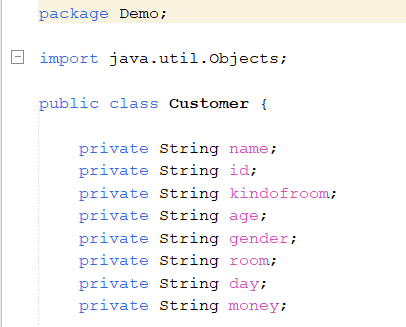 package Demo;
import java.util.Objects;
public class Customer {
private String name;
private String id;
private String kindofroom;
private String age;
private String gender;
private String room;
private String day;
private String money;